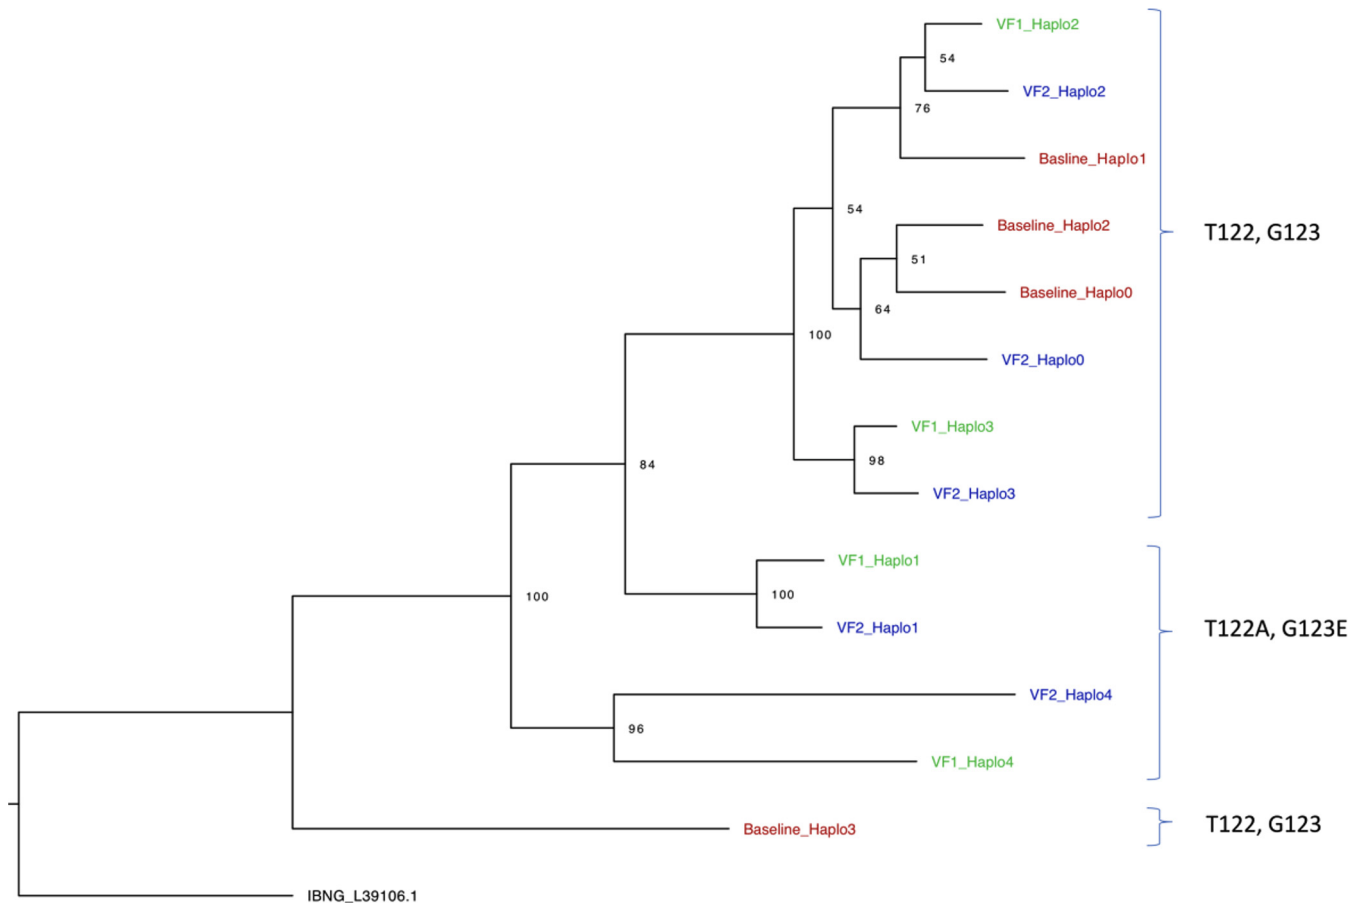 VF1_Haplo2
54
VF2_Haplo2
76
Basline_Haplo1
54
Baseline_Haplo2
T122, G123
51
Baseline_Haplo0
64
100
VF2_Haplo0
VF1_Haplo3
98
84
VF2_Haplo3
VF1_Haplo1
100
100
VF2_Haplo1
T122A, G123E
VF2_Haplo4
96
VF1_Haplo4
Baseline_Haplo3
T122, G123
IBNG_L39106.1